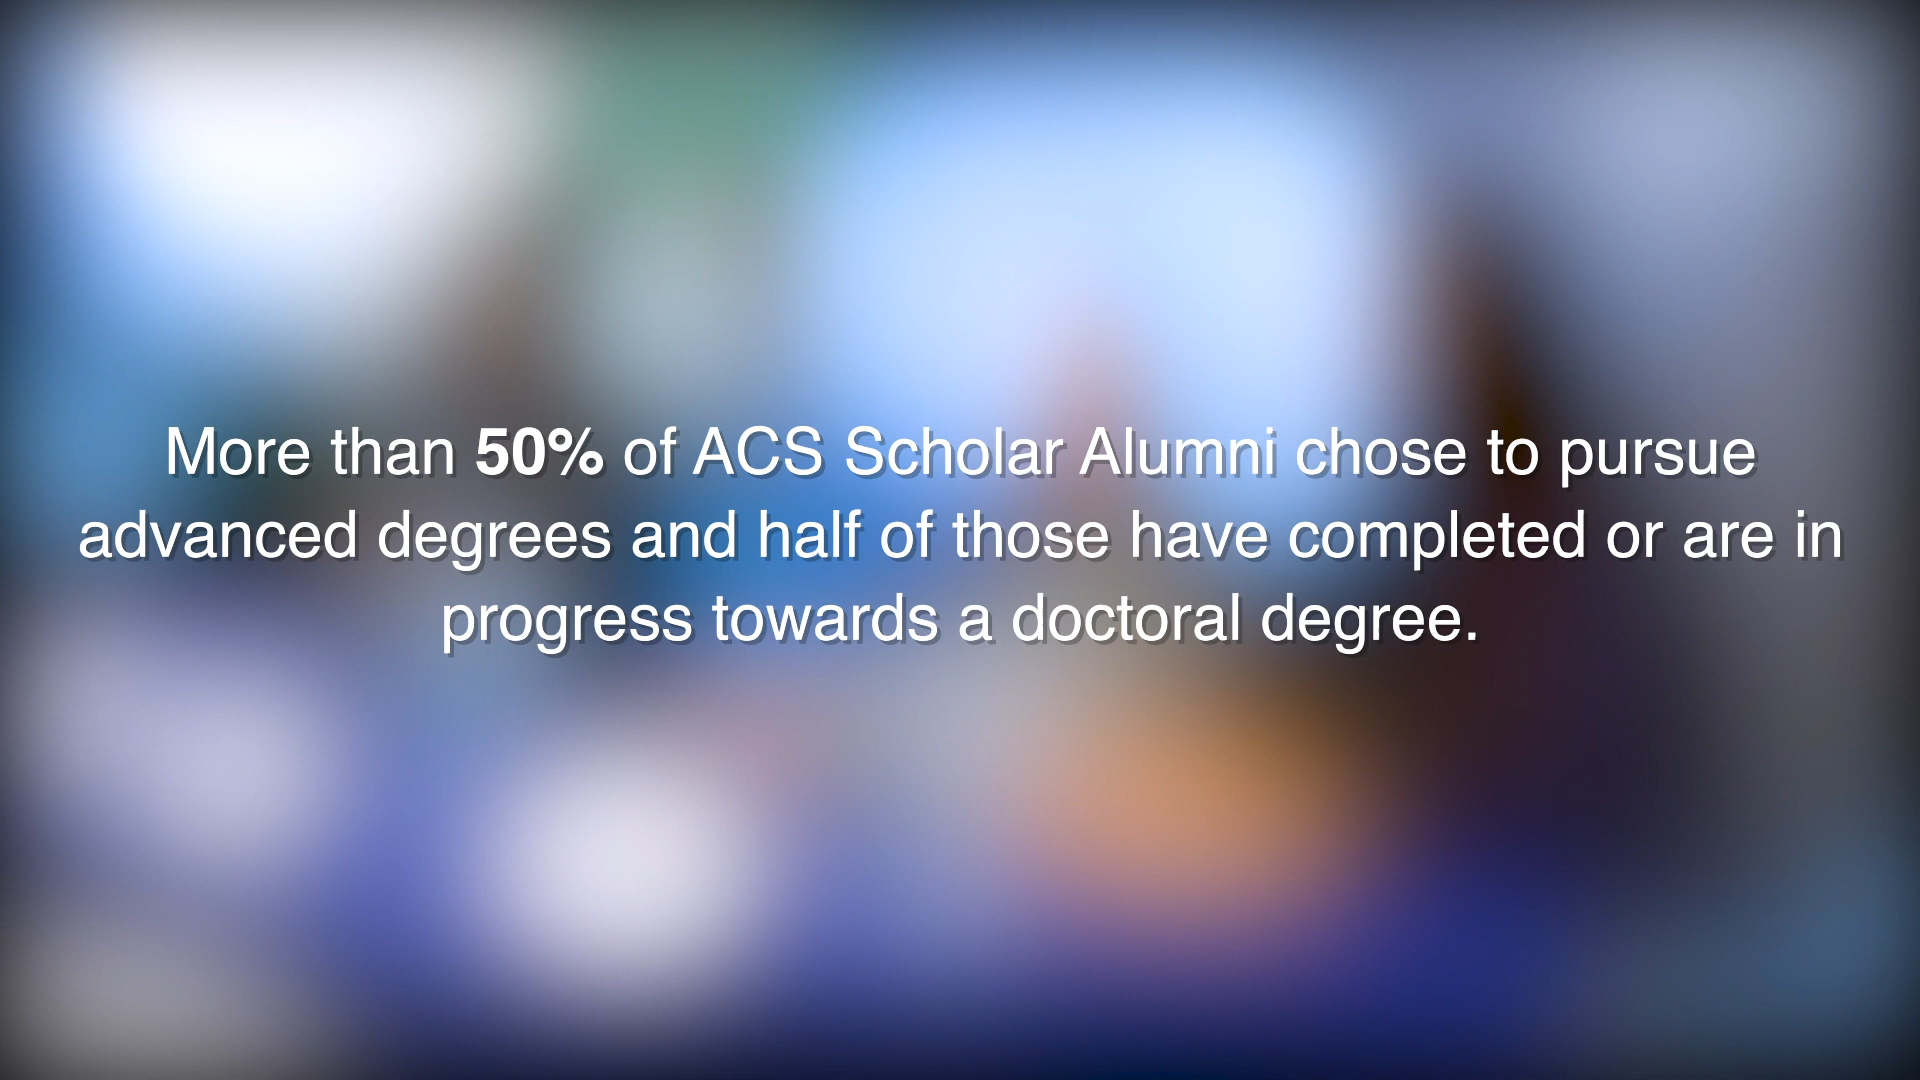 More than 50% of ACS Scholar Alumni chose to pursue
advanced degrees and half of those have completed or are in
progress towards a doctoral degree.